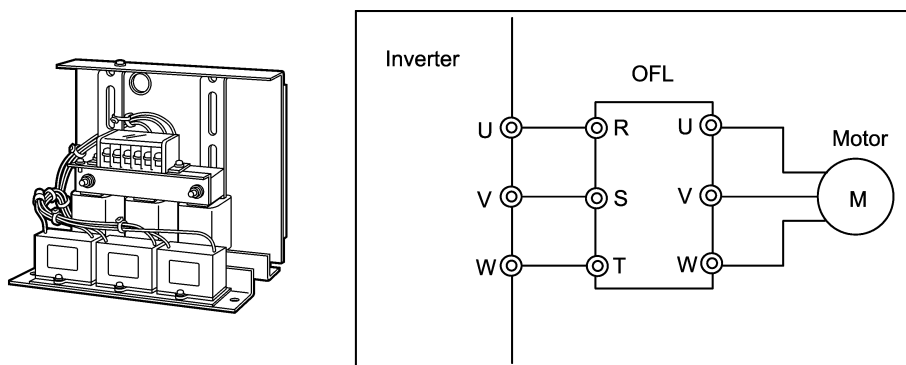 Inverter
OFL
U R U
Motor
V S V
M
W T W